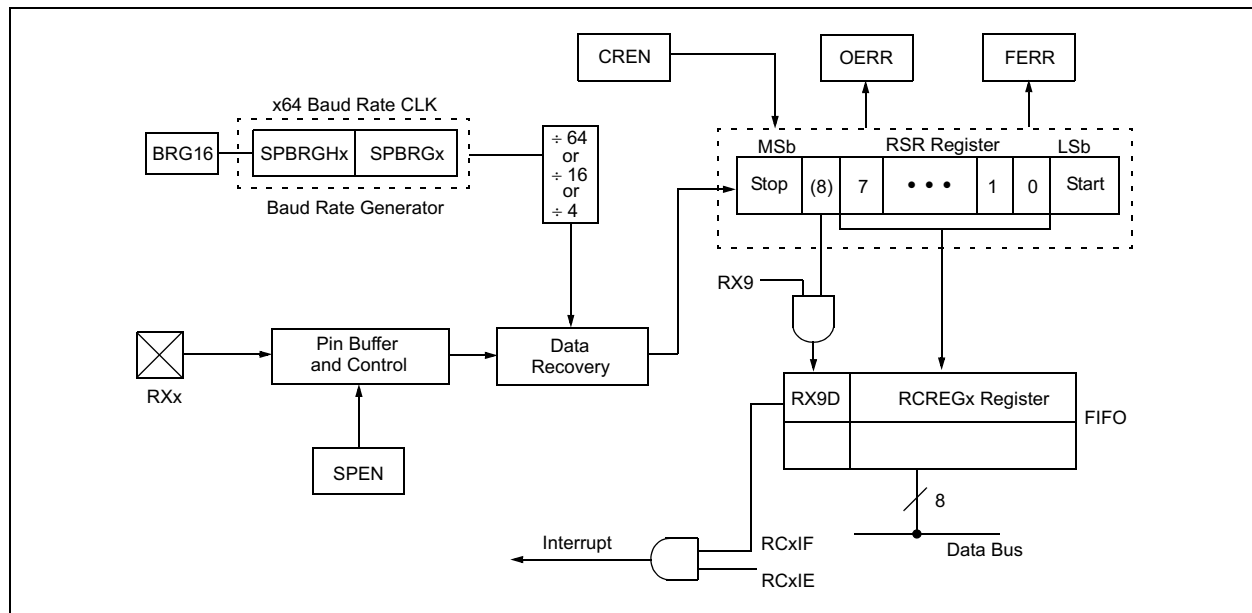 CREN
OERR
FERR
x64 Baud Rate CLK
BRG16
SPBRGHx
SPBRGx
Baud Rate Generator
÷ 64
or
÷ 16
or
÷ 4
MSb
RSR Register
LSb
Stop
(8)
7
• • •
1
0
Start
RX9
RXx
Pin Buffer
and Control
Data
Recovery
SPEN
RX9D
RCREGx Register
FIFO
8
Data Bus
Interrupt
RCxIF
RCxIE